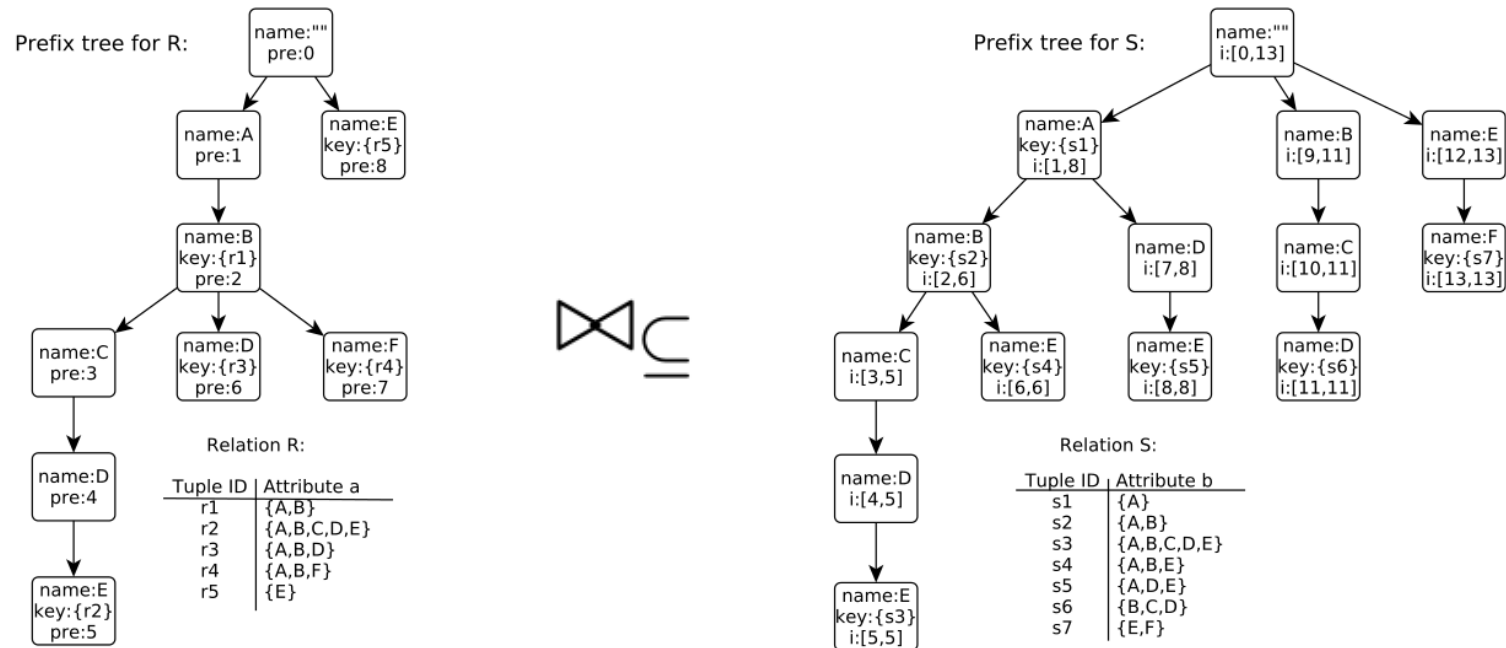 Prefix tree for R:
name:""
pre:0
name:A
pre:1
name:E
key:{r5}
pre:8
name:B
key:{r1}
pre:2
name:C
pre:3
name:D
key:{r3}
pre:6
name:F
key:{r4}
pre:7
name:D
pre:4
name:E
key:{r2}
pre:5
Relation R:
Tuple ID Attribute a
r1 {A,B}
r2 {A,B,C,D,E}
r3 {A,B,D}
r4 {A,B,F}
r5 {E}
⋈⊆
Prefix tree for S:
name:""
i:[0,13]
name:A
key:{s1}
i:[1,8]
name:B
i:[9,11]
name:E
i:[12,13]
name:B
key:{s2}
i:[2,6]
name:D
i:[7,8]
name:C
i:[10,11]
name:F
key:{s7}
i:[13,13]
name:C
i:[3,5]
name:E
key:{s4}
i:[6,6]
name:E
key:{s5}
i:[8,8]
name:D
key:{s6}
i:[11,11]
name:D
i:[4,5]
name:E
key:{s3}
i:[5,5]
Relation S:
Tuple ID Attribute b
s1 {A}
s2 {A,B}
s3 {A,B,C,D,E}
s4 {A,B,E}
s5 {A,D,E}
s6 {B,C,D}
s7 {E,F}